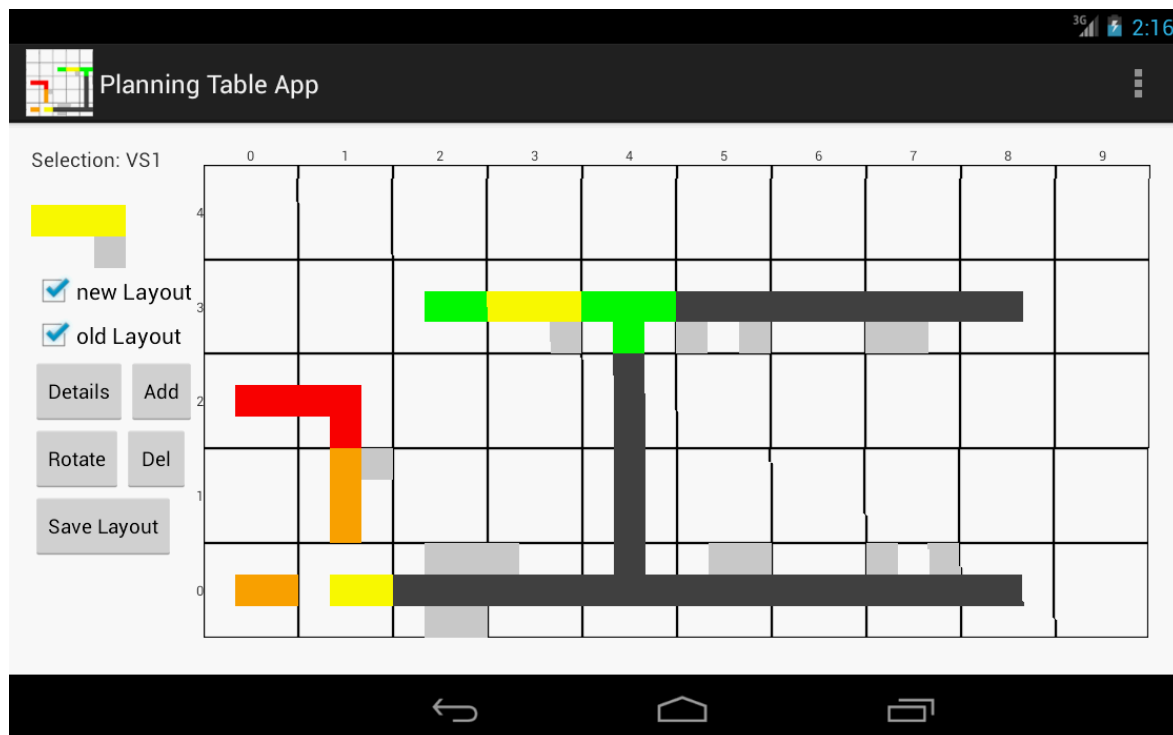 3G 2:16
Planning Table App
Selection: VS1
0 1 2 3 4 5 6 7 8 9
4
new Layout
3
old Layout
Details Add
2
Rotate Del
1
Save Layout
0